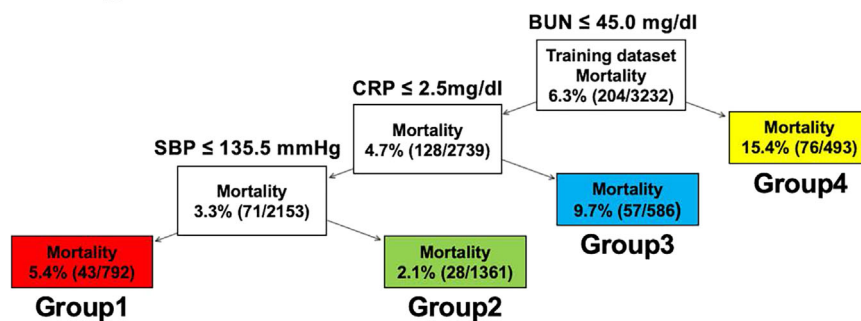 BUN ≤ 45.0 mg/dl
Training dataset
Mortality
6.3% (204/3232)
CRP ≤ 2.5mg/dl
Mortality
4.7% (128/2739)
Mortality
15.4% (76/493)
Group4
SBP ≤ 135.5 mmHg
Mortality
3.3% (71/2153)
Mortality
9.7% (57/586)
Group3
Mortality
5.4% (43/792)
Group1
Mortality
2.1% (28/1361)
Group2